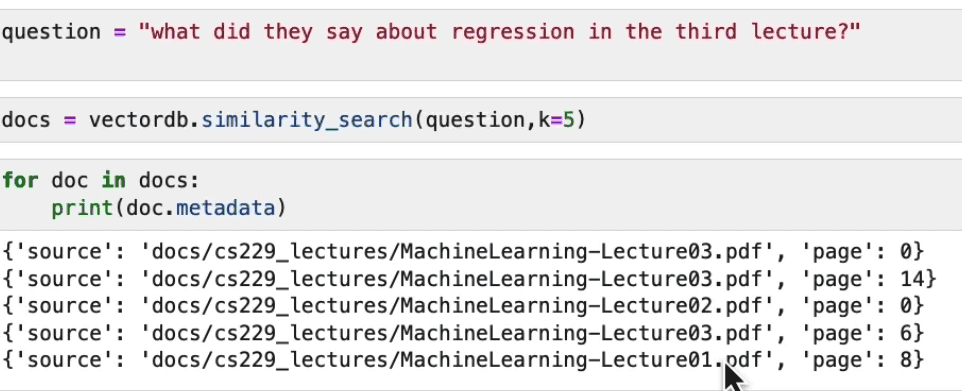 question = "what did they say about regression in the third lecture?"
docs = vectordb.similarity_search(question,k=5)
for doc in docs:
    print(doc.metadata)
{'source': 'docs/cs229_lectures/MachineLearning-Lecture03.pdf', 'page': 0}
{'source': 'docs/cs229_lectures/MachineLearning-Lecture03.pdf', 'page': 14}
{'source': 'docs/cs229_lectures/MachineLearning-Lecture02.pdf', 'page': 0}
{'source': 'docs/cs229_lectures/MachineLearning-Lecture03.pdf', 'page': 6}
{'source': 'docs/cs229_lectures/MachineLearning-Lecture01.pdf', 'page': 8}